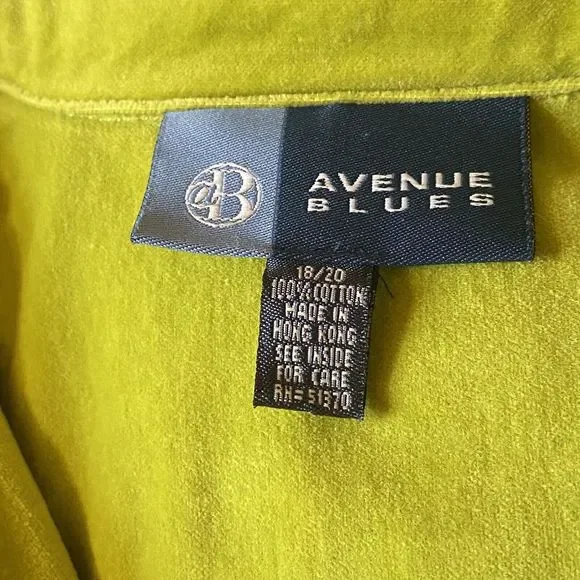 aB
AVENUE
BLUES
18/20
100% COTTON
MADE IN
HONG KONG
SEE INSIDE
FOR CARE
RN= 51370